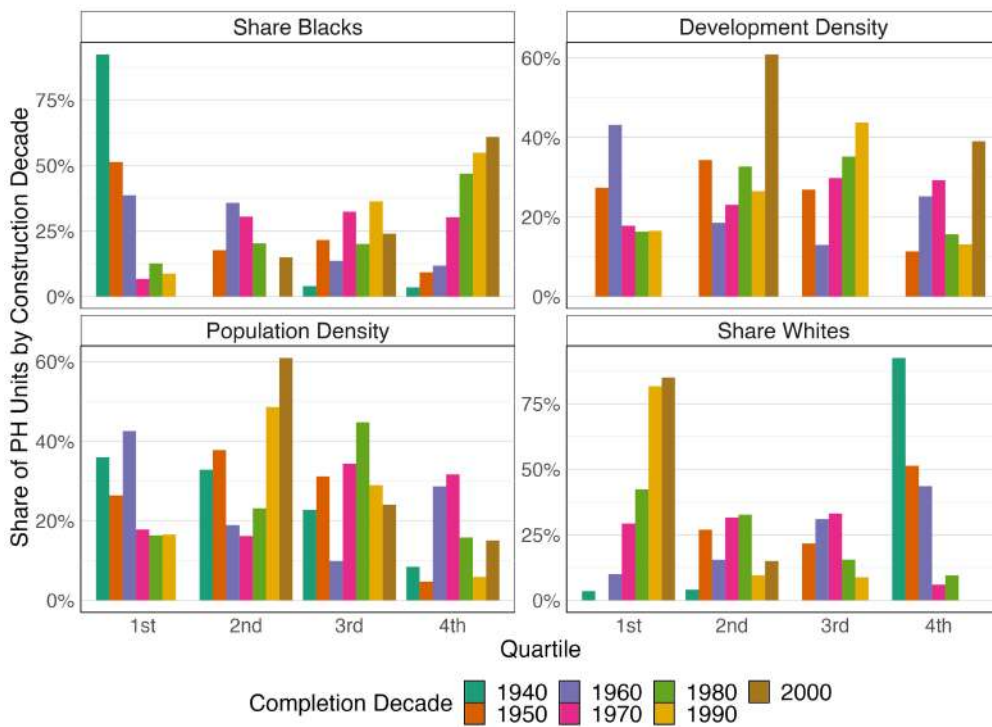 Share Blacks
Development Density
Share of PH Units by Construction Decade
75%
50%
25%
0%
60%
40%
20%
0%
Population Density
Share Whites
60%
40%
20%
0%
75%
50%
25%
0%
1st 2nd 3rd 4th
1st 2nd 3rd 4th
Quartile
Completion Decade
1940 1960 1980 2000
1950 1970 1990